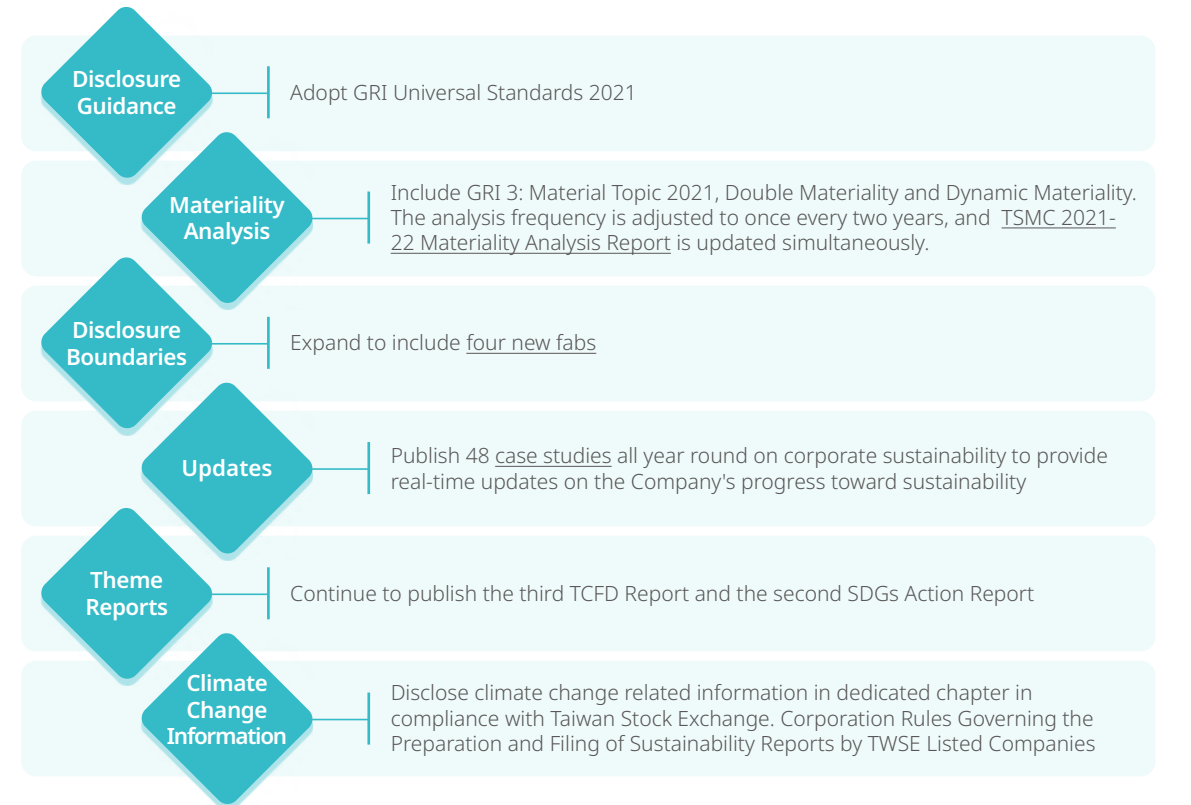 Disclosure
Guidance
Adopt GRI Universal Standards 2021
Materiality
Analysis
Include GRI 3: Material Topic 2021, Double Materiality and Dynamic Materiality.
The analysis frequency is adjusted to once every two years, and TSMC 2021-
22 Materiality Analysis Report is updated simultaneously.
Disclosure
Boundaries
Expand to include four new fabs
Updates
Publish 48 case studies all year round on corporate sustainability to provide
real-time updates on the Company's progress toward sustainability
Theme
Reports
Continue to publish the third TCFD Report and the second SDGs Action Report
Climate
Change
Information
Disclose climate change related information in dedicated chapter in
compliance with Taiwan Stock Exchange. Corporation Rules Governing the
Preparation and Filing of Sustainability Reports by TWSE Listed Companies